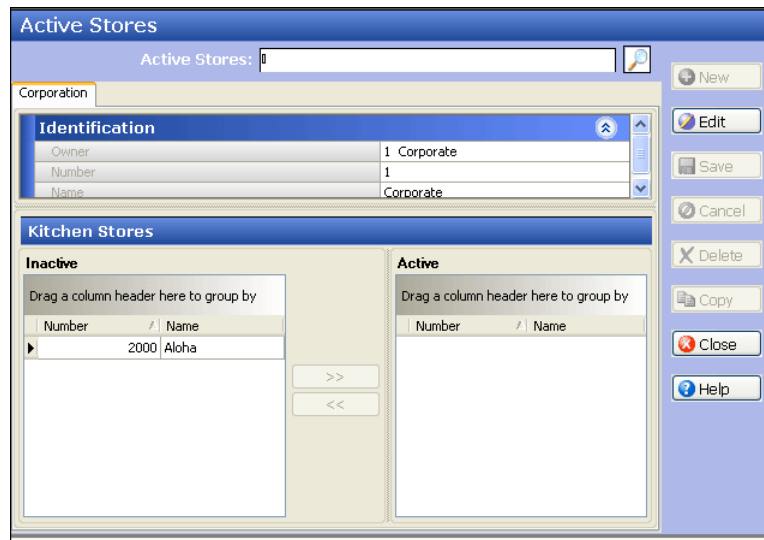 Active Stores
Active Stores:
New
Corporation
Identification
Edit
Owner 1 Corporate
Number 1
Save
Name Corporate
Cancel
Kitchen Stores
Delete
Inactive Active
Drag a column header here to group by Drag a column header here to group by
Copy
Number Name Number Name
2000 Aloha
Close
>>
Help
<<